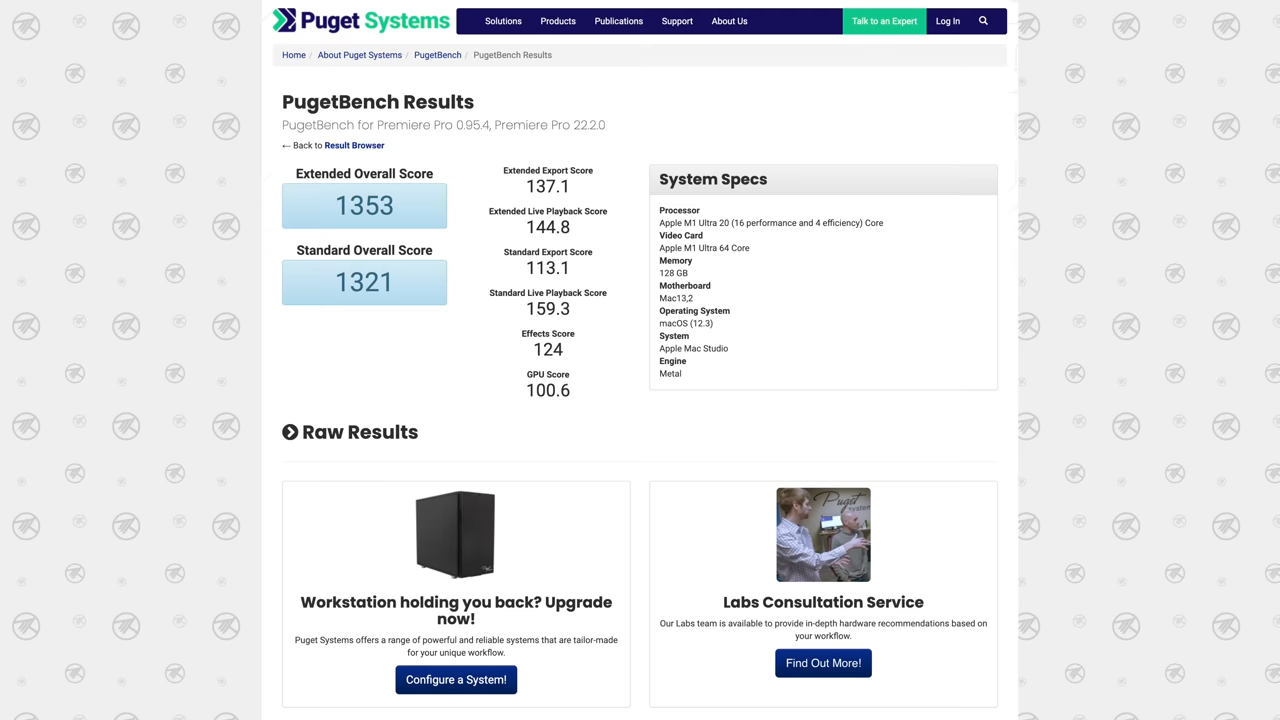 Puget Systems
Solutions Products Publications Support About Us Talk to an Expert Log In
Home / About Puget Systems / PugetBench / PugetBench Results
PugetBench Results
PugetBench for Premiere Pro 0.95.4, Premiere Pro 22.2.0
← Back to Result Browser
Extended Overall Score
1353
Standard Overall Score
1321
Extended Export Score
137.1
Extended Live Playback Score
144.8
Standard Export Score
113.1
Standard Live Playback Score
159.3
Effects Score
124
GPU Score
100.6
System Specs
Processor
Apple M1 Ultra 20 (16 performance and 4 efficiency) Core
Video Card
Apple M1 Ultra 64 Core
Memory
128 GB
Motherboard
Mac13,2
Operating System
macOS (12.3)
System
Apple Mac Studio
Engine
Metal
Raw Results
Workstation holding you back? Upgrade
now!
Puget Systems offers a range of powerful and reliable systems that are tailor-made
for your unique workflow.
Configure a System!
Puget
System
Labs Consultation Service
Our Labs team is available to provide in-depth hardware recommendations based on
your workflow.
Find Out More!